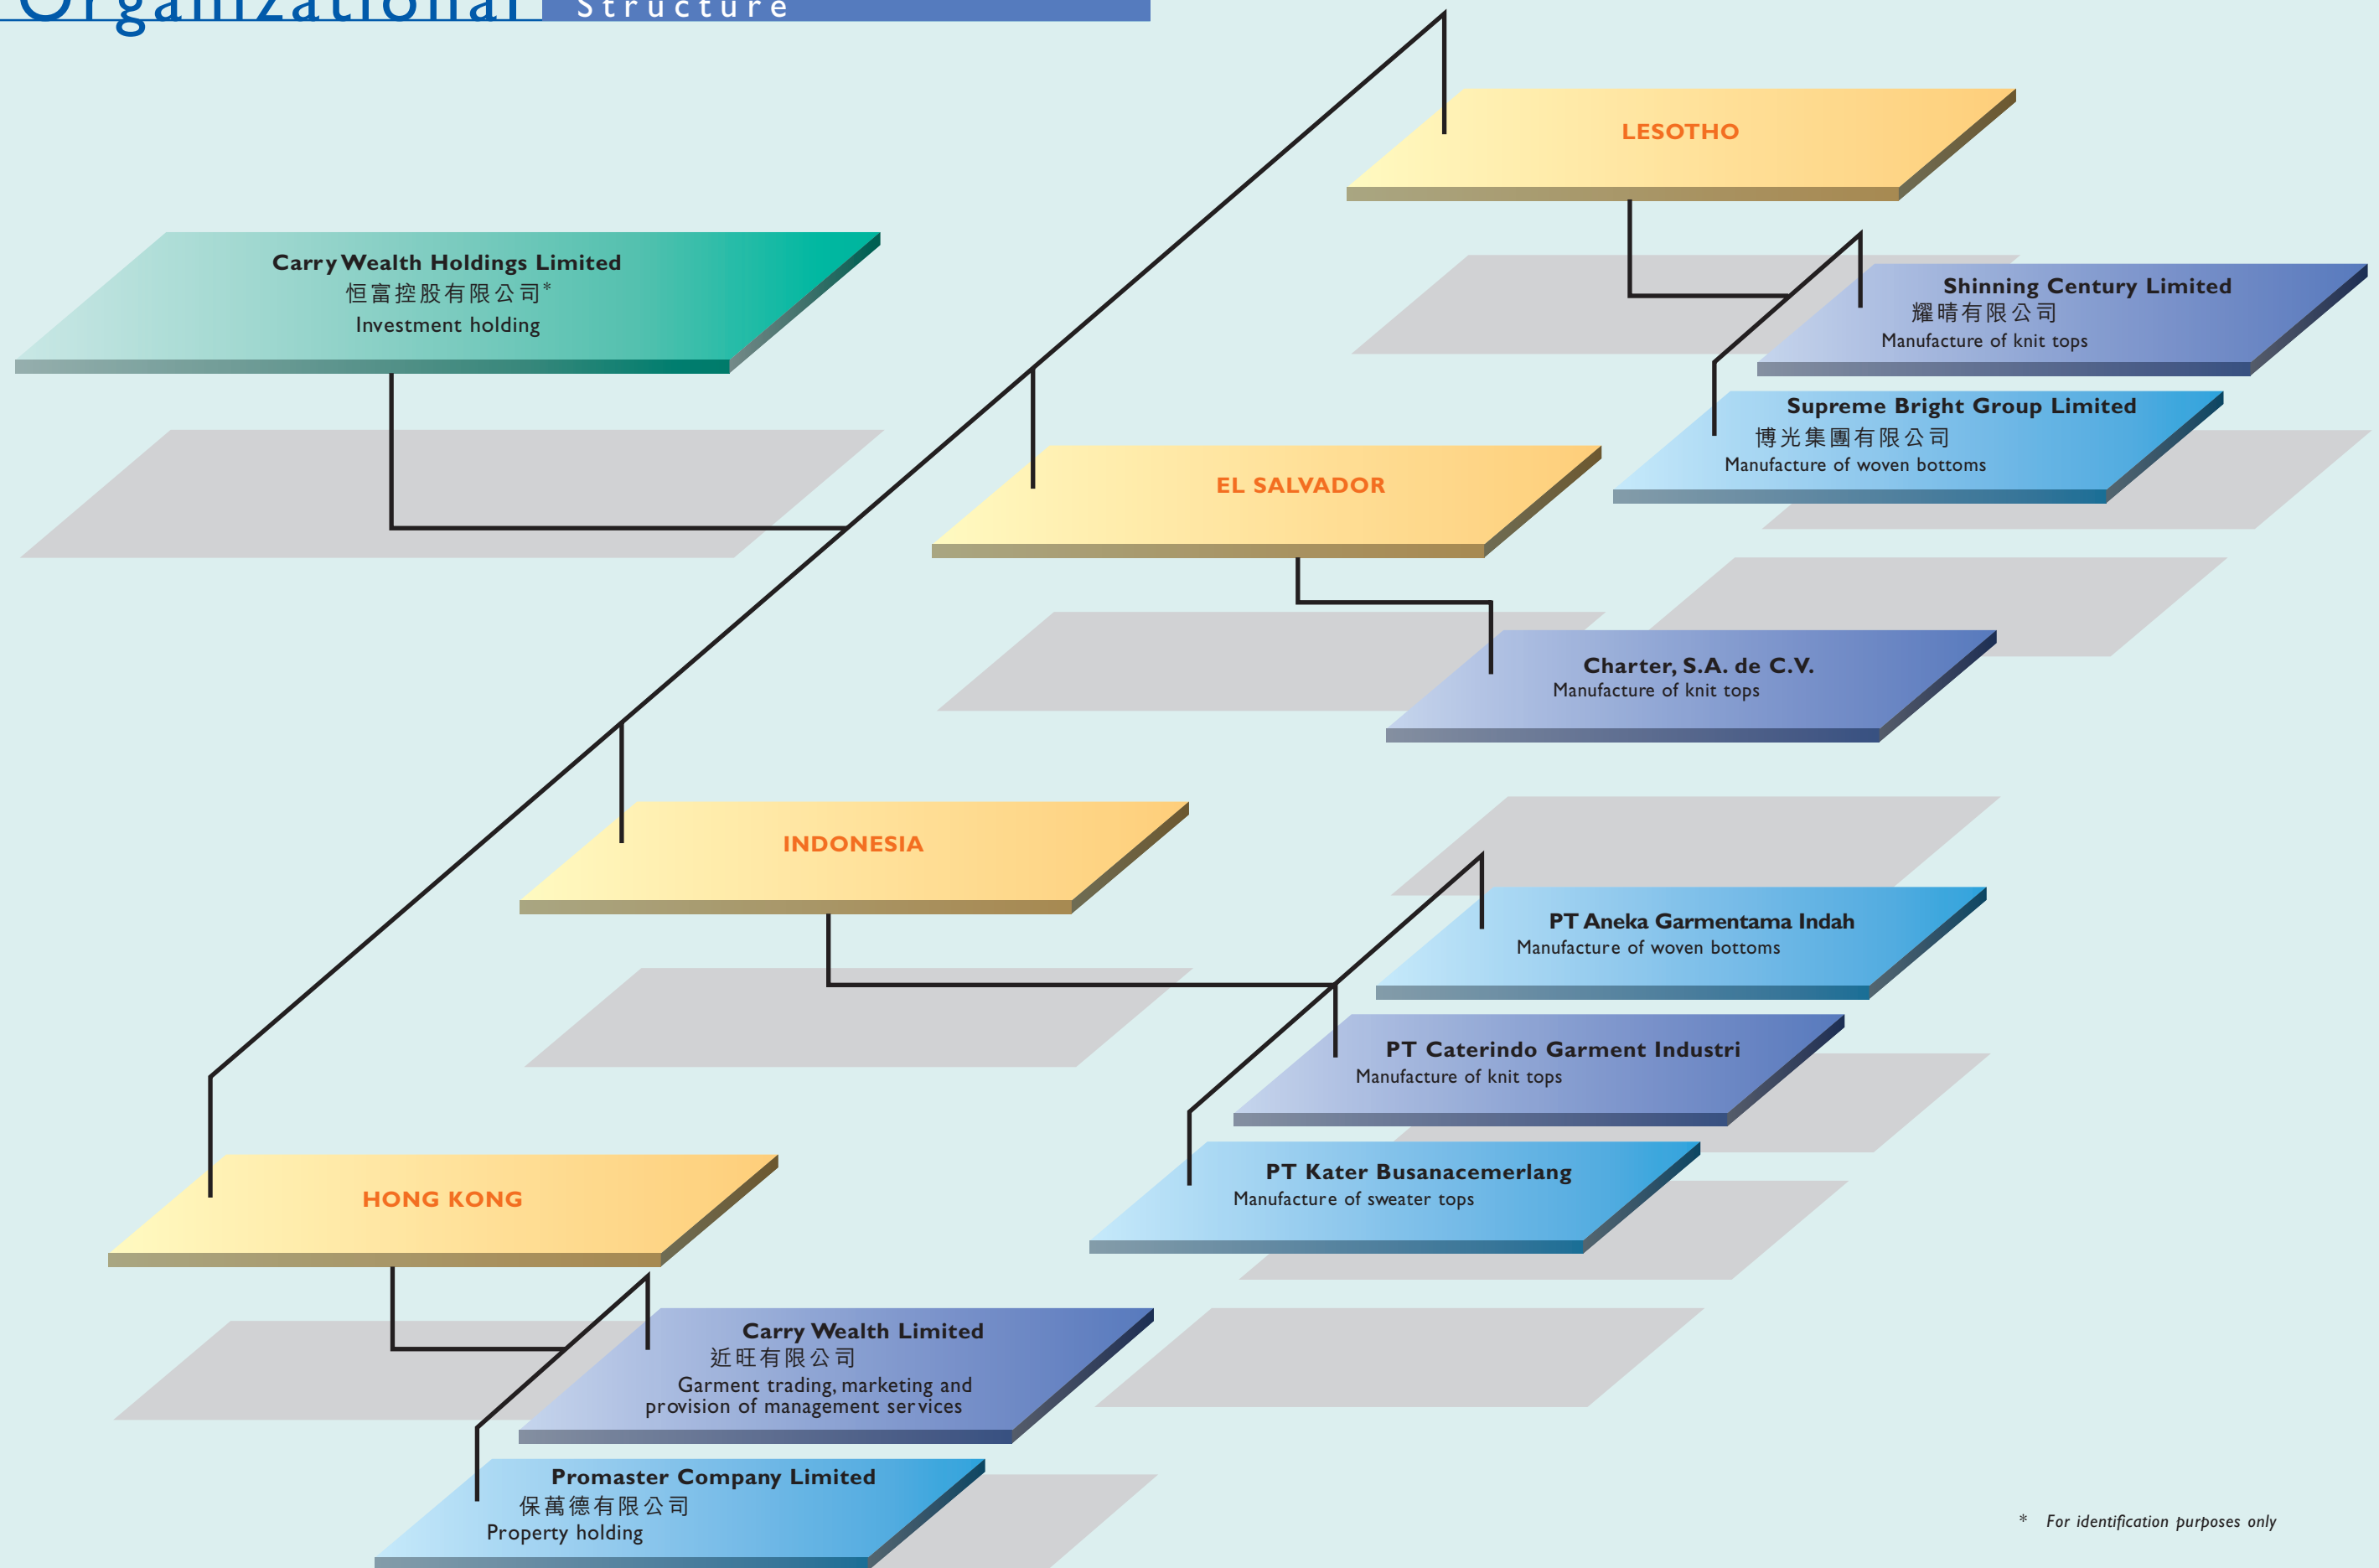 Organizational Structure
LESOTHO
Carry Wealth Holdings Limited
恒富控股有限公司*
Investment holding
Shinning Century Limited
耀晴有限公司
Manufacture of knit tops
Supreme Bright Group Limited
博光集團有限公司
Manufacture of woven bottoms
EL SALVADOR
Charter, S.A. de C.V.
Manufacture of knit tops
INDONESIA
PT Aneka Garmentama Indah
Manufacture of woven bottoms
PT Caterindo Garment Industri
Manufacture of knit tops
PT Kater Busanacemerlang
Manufacture of sweater tops
HONG KONG
Carry Wealth Limited
近旺有限公司
Garment trading, marketing and
provision of management services
Promaster Company Limited
保萬德有限公司
Property holding
* For identification purposes only